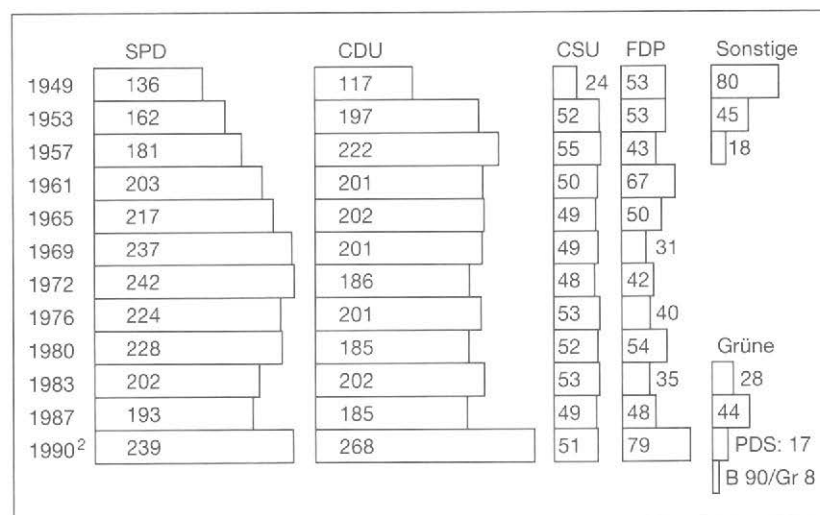 SPD CDU CSU FDP Sonstige
1949 136 117 24 53 80
1953 162 197 52 53 45
1957 181 222 55 43 18
1961 203 201 50 67
1965 217 202 49 50
1969 237 201 49 31
1972 242 186 48 42
1976 224 201 53 40
Grüne
1980 228 185 52 54
1983 202 202 53 35 28
1987 193 185 49 48 44
1990² 239 268 51 79 PDS: 17
B 90/Gr 8